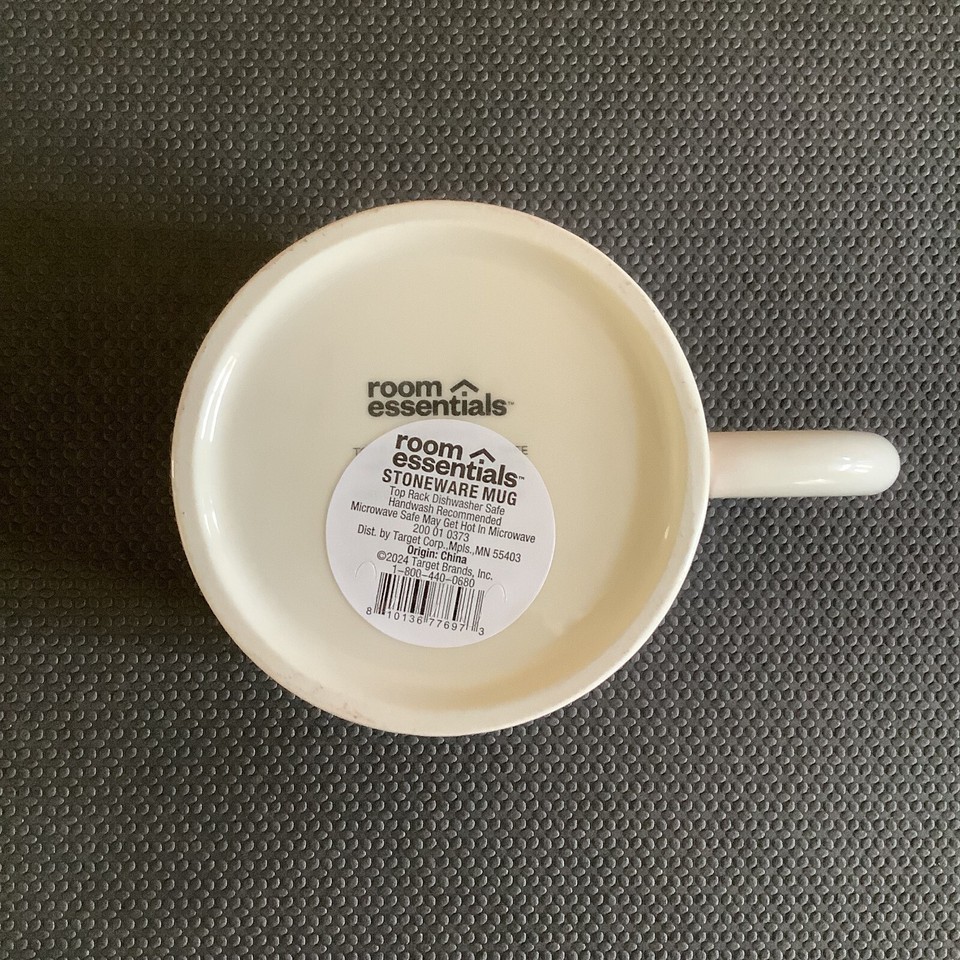 room
essentials™
room
essentials™
STONEWARE MUG
Top Rack Dishwasher Safe
Handwash Recommended
Microwave Safe May Get Hot In Microwave
200 01 0373
Dist. by Target Corp.,Mpls.,MN 55403
Origin: China
©2024 Target Brands, Inc.
1-800-440-0680
8 10136 77697 3